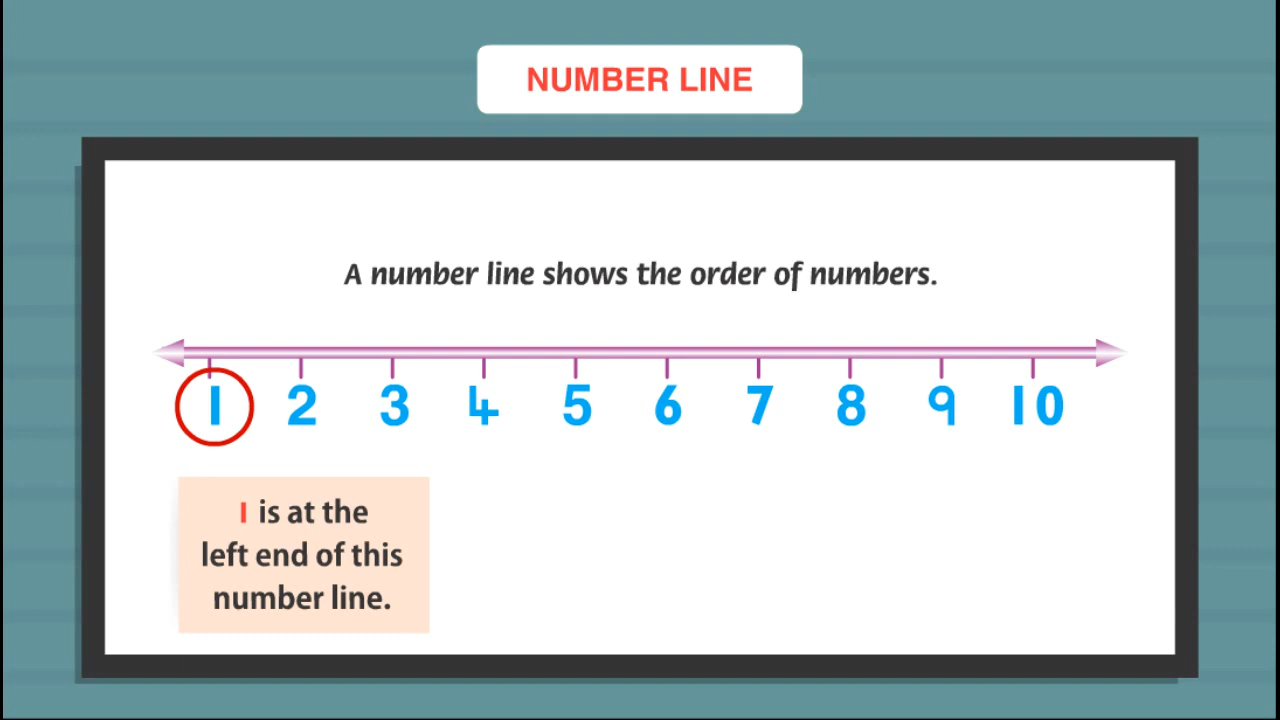 NUMBER LINE
A number line shows the order of numbers.
1 2 3 4 5 6 7 8 9 10
1 is at the
left end of this
number line.